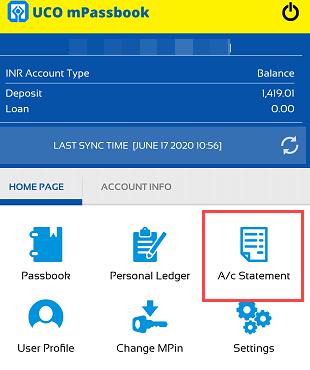 UCO mPassbook
INR Account Type Balance
Deposit 1,419.01
Loan 0.00
LAST SYNC TIME [JUNE 17 2020 10:56]
HOME PAGE ACCOUNT INFO
Passbook Personal Ledger A/c Statement
User Profile Change MPin Settings